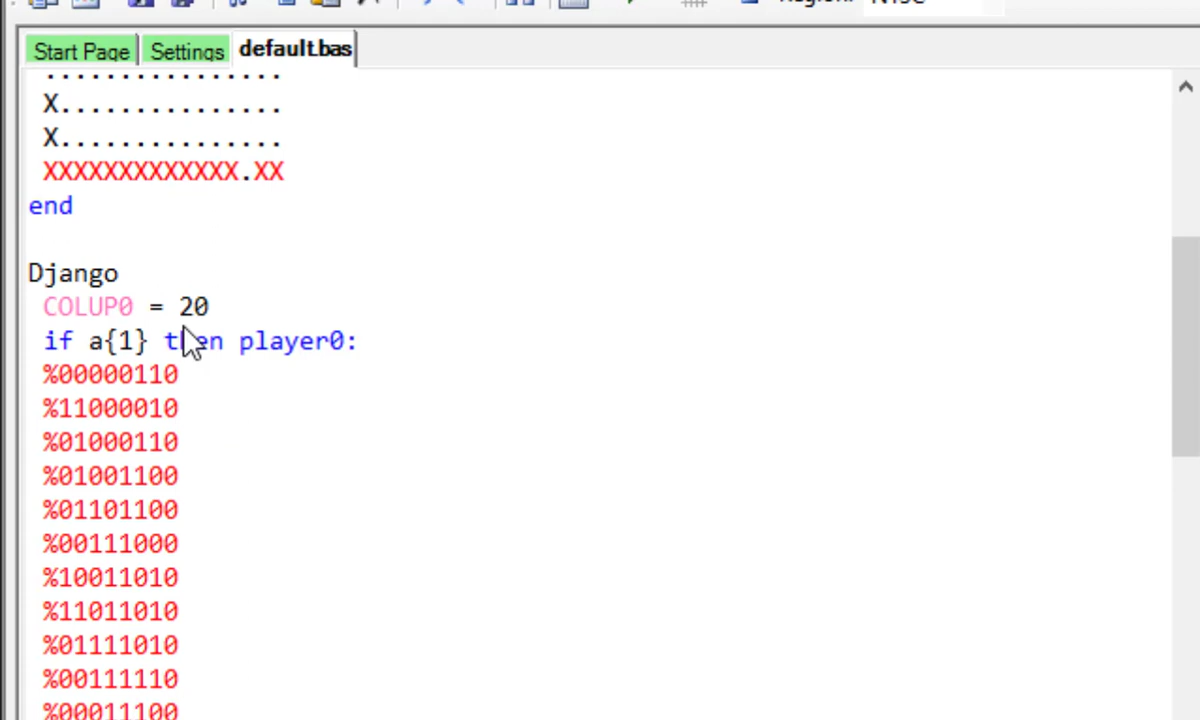 Start Page Settings default.bas
................
X...............
X...............
XXXXXXXXXXXXX.XX
end
Django
COLUP0 = 20
if a{1} then player0:
%00000110
%11000010
%01000110
%01001100
%01101100
%00111000
%10011010
%11011010
%01111010
%00111110
%00011100